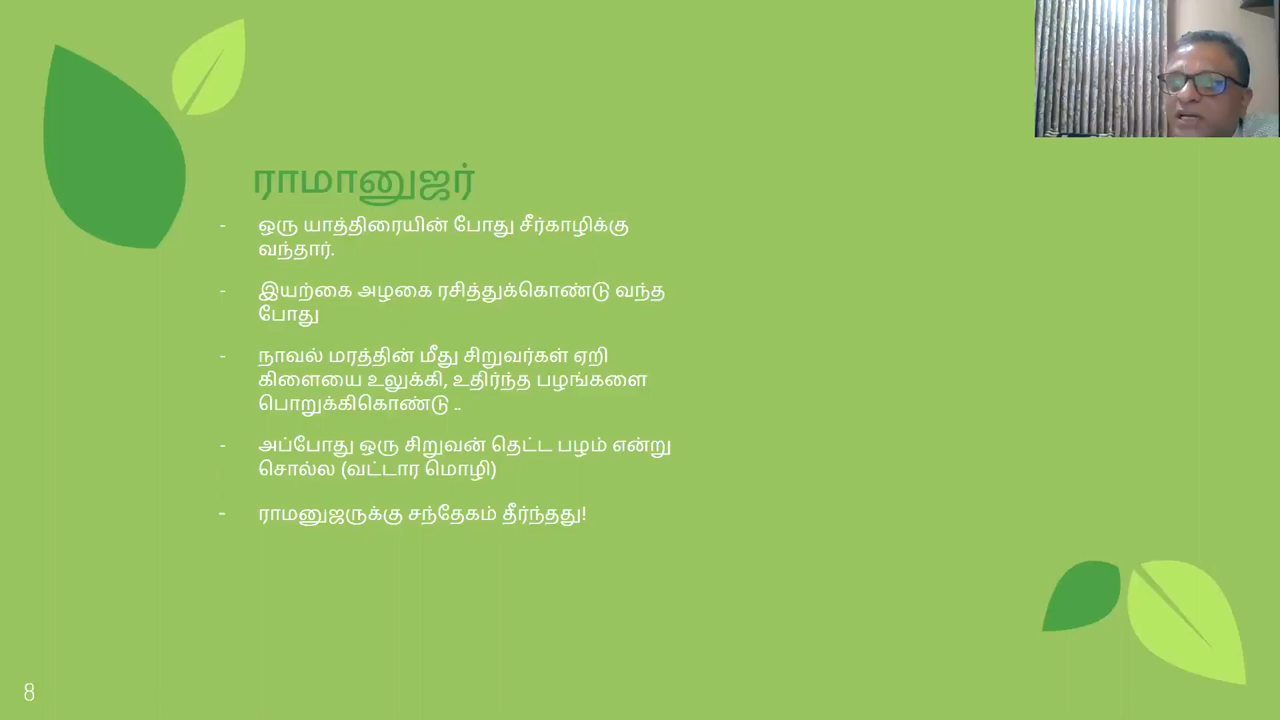 ராமானுஜர்
- ஒரு யாத்திரையின் போது சீர்காழிக்கு
வந்தார்.
- இயற்கை அழகை ரசித்துக்கொண்டு வந்த
போது
- நாவல் மரத்தின் மீது சிறுவர்கள் ஏறி
கிளையை உலுக்கி, உதிர்ந்த பழங்களை
பொறுக்கிகொண்டு ..
- அப்போது ஒரு சிறுவன் தெட்ட பழம் என்று
சொல்ல (வட்டார மொழி)
- ராமனுஜருக்கு சந்தேகம் தீர்ந்தது!
8